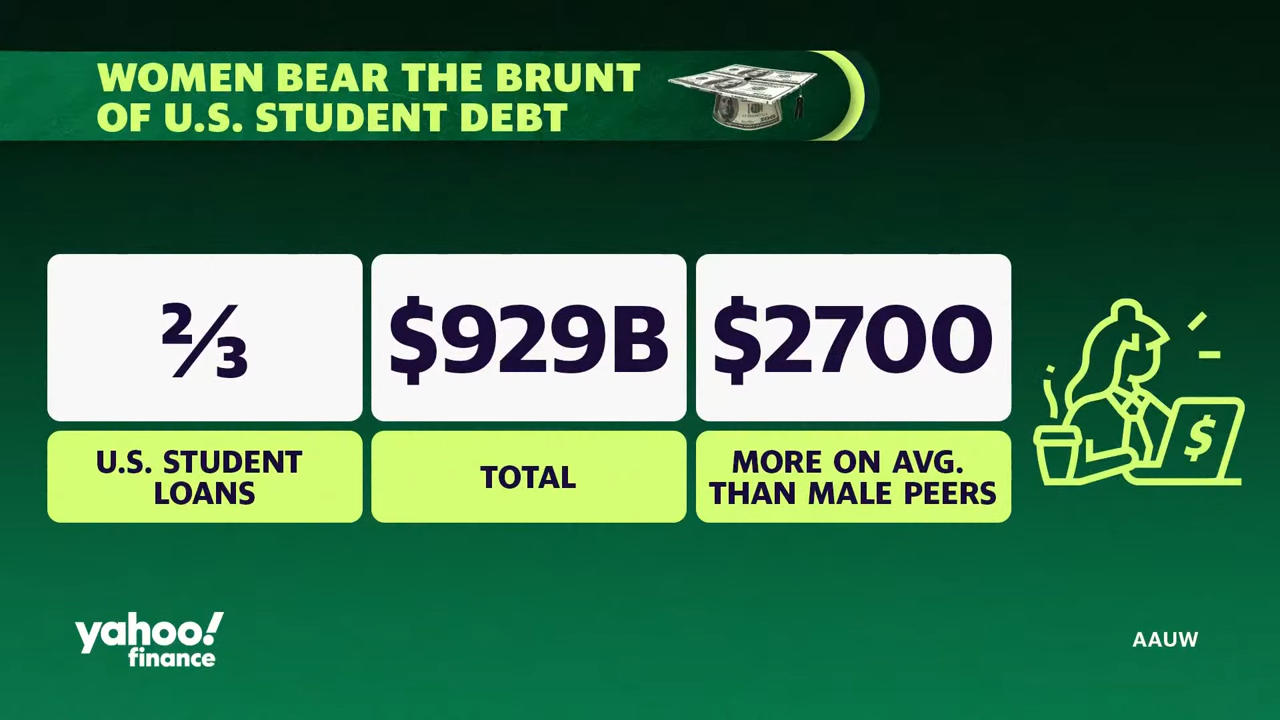 WOMEN BEAR THE BRUNT
OF U.S. STUDENT DEBT
⅔
$929B
$2700
U.S. STUDENT
LOANS
TOTAL
MORE ON AVG.
THAN MALE PEERS
$
yahoo!
finance
AAUW